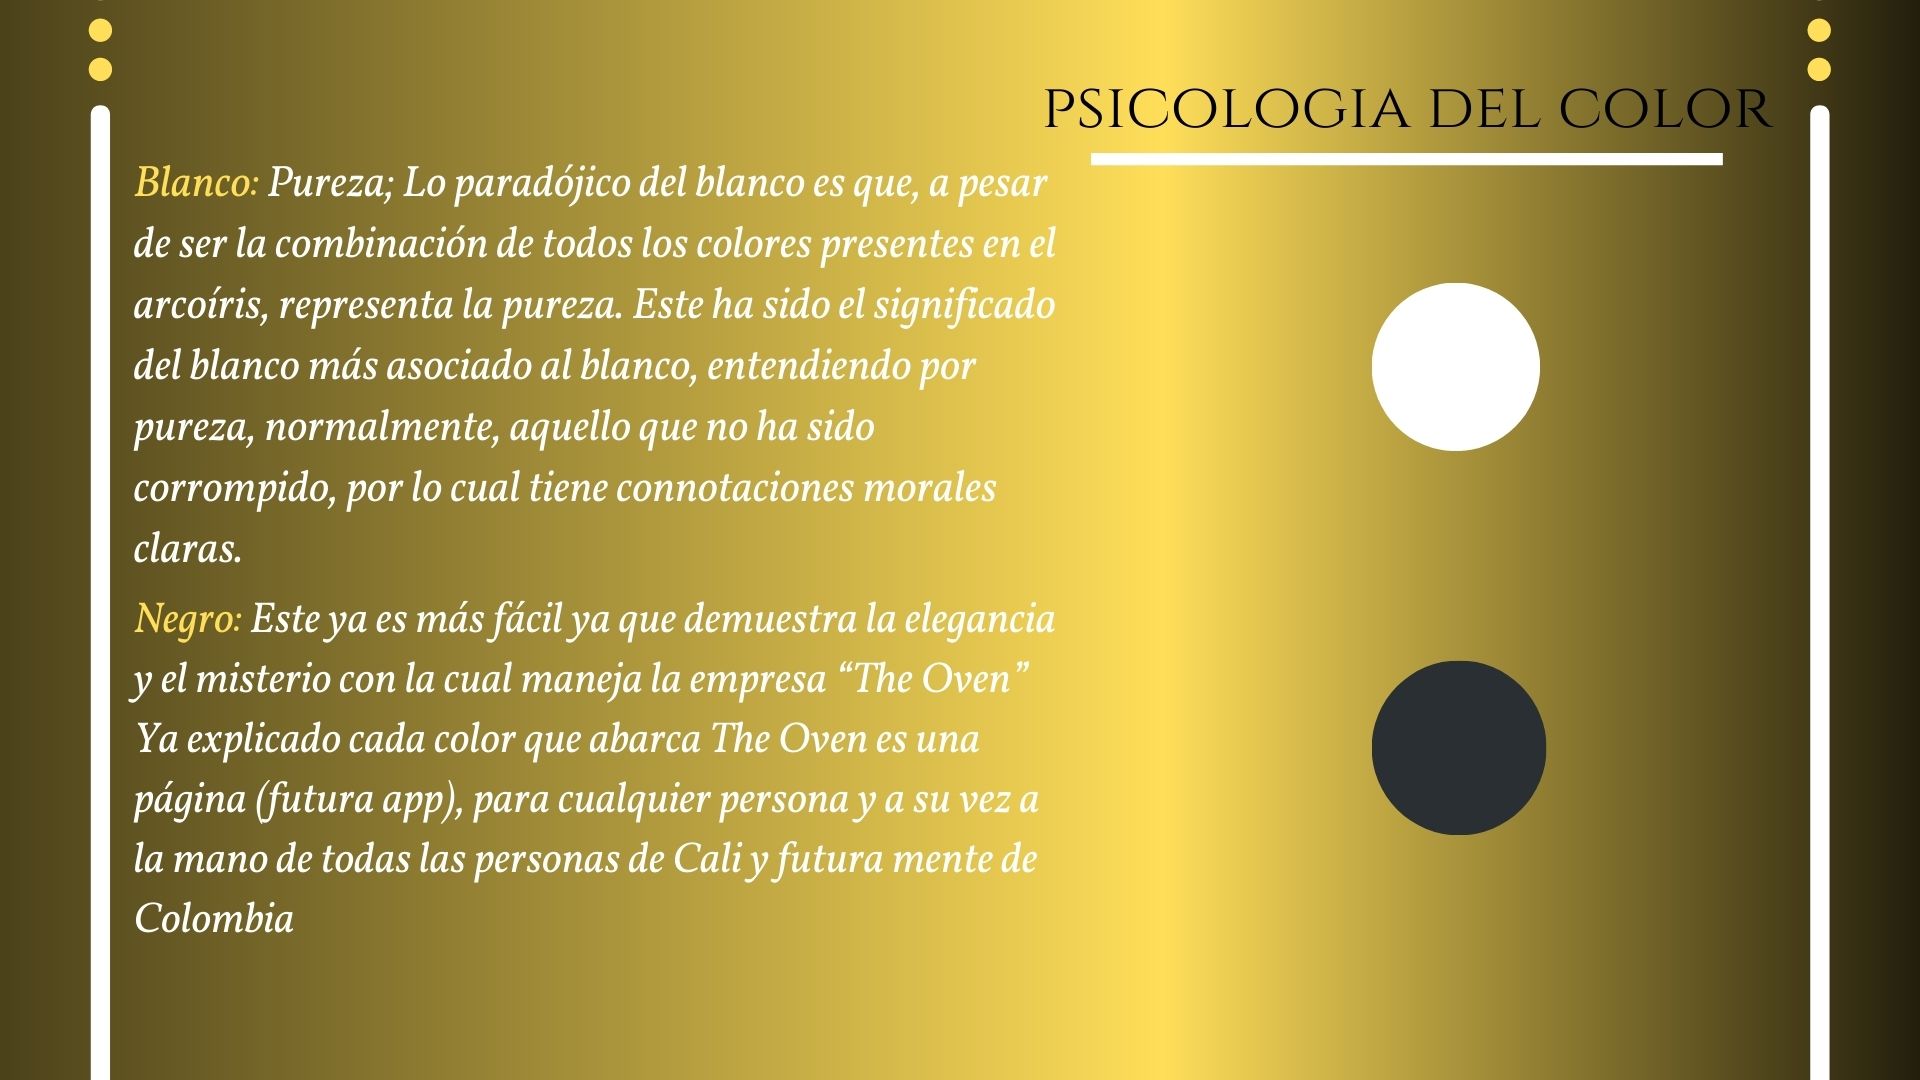 PSICOLOGIA DEL COLOR
Blanco: Pureza; Lo paradójico del blanco es que, a pesar
de ser la combinación de todos los colores presentes en el
arcoíris, representa la pureza. Este ha sido el significado
del blanco más asociado al blanco, entendiendo por
pureza, normalmente, aquello que no ha sido
corrompido, por lo cual tiene connotaciones morales
claras.
Negro: Este ya es más fácil ya que demuestra la elegancia
y el misterio con la cual maneja la empresa “The Oven”
Ya explicado cada color que abarca The Oven es una
página (futura app), para cualquier persona y a su vez a
la mano de todas las personas de Cali y futura mente de
Colombia